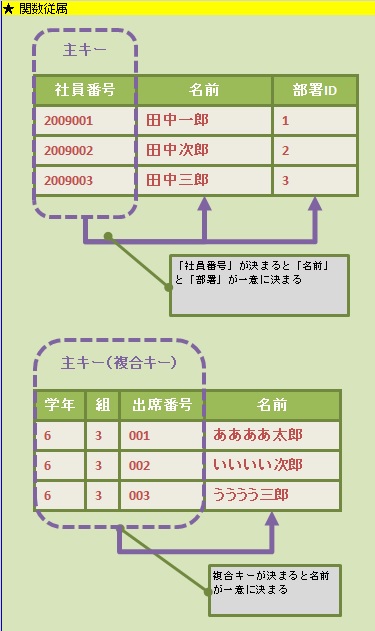 ★ 関数従属
主キー
社員番号 名前 部署ID
2009001 田中一郎 1
2009002 田中次郎 2
2009003 田中三郎 3
「社員番号」が決まると「名前」
と「部署」が一意に決まる
主キー(複合キー)
学年 組 出席番号 名前
6 3 001 ああああ太郎
6 3 002 いいいい次郎
6 3 003 うううう三郎
複合キーが決まると名前
が一意に決まる